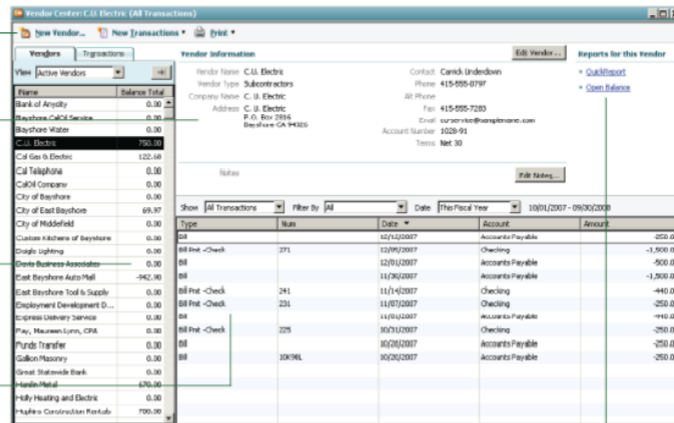 Vendor Center: C.U. Electric (All Transactions)
New Vendor... New Transactions Print
Vendors Transactions
View Active Vendors
Name Balance Total
Bank of Anycity 0.00
Bayshore CalOil Service 0.00
Bayshore Water 0.00
C.U. Electric 750.00
Cal Gas & Electric 122.68
Cal Telephone 0.00
CalOil Company 0.00
City of Bayshore 0.00
City of East Bayshore 69.97
City of Middlefield 0.00
Custom Kitchens of Bayshore 0.00
Daigle Lighting 0.00
Davis Business Associates 0.00
East Bayshore Auto Mall -942.90
East Bayshore Tool & Supply 0.00
Employment Development D... 0.00
Express Delivery Service 0.00
Fay, Maureen Lynn, CPA 0.00
Funds Transfer 0.00
Gallion Masonry 0.00
Great Statewide Bank 0.00
Hamlin Metal 670.00
Holly Heating and Electric 0.00
Hopkins Construction Rentals 700.00
Vendor Information Edit Vendor...
Vendor Name C.U. Electric
Vendor Type Subcontractors
Company Name C. U. Electric
Address C. U. Electric
P.O. Box 2816
Bayshore CA 94326
Contact Carrick Underdown
Phone 415-555-0797
Alt Phone
Fax 415-555-7283
Email
Account Number 1028-91
Terms Net 30
Notes Edit Notes...
Reports for this Vendor
QuickReport
Open Balance
Show All Transactions Filter By All Date This Fiscal Year 10/01/2007 - 09/30/2008
Type Num Date Account Amount
Bill 12/12/2007 Accounts Payable -250.0
Bill Pmt -Check 271 12/05/2007 Checking -1,500.0
Bill 12/01/2007 Accounts Payable -500.0
Bill 11/30/2007 Accounts Payable -1,500.0
Bill Pmt -Check 241 11/14/2007 Checking -440.0
Bill Pmt -Check 231 11/07/2007 Checking -250.0
Bill 11/01/2007 Accounts Payable -440.0
Bill Pmt -Check 225 10/31/2007 Checking -250.0
Bill 10/28/2007 Accounts Payable -250.0
Bill 10/20/2007 Accounts Payable -250.0